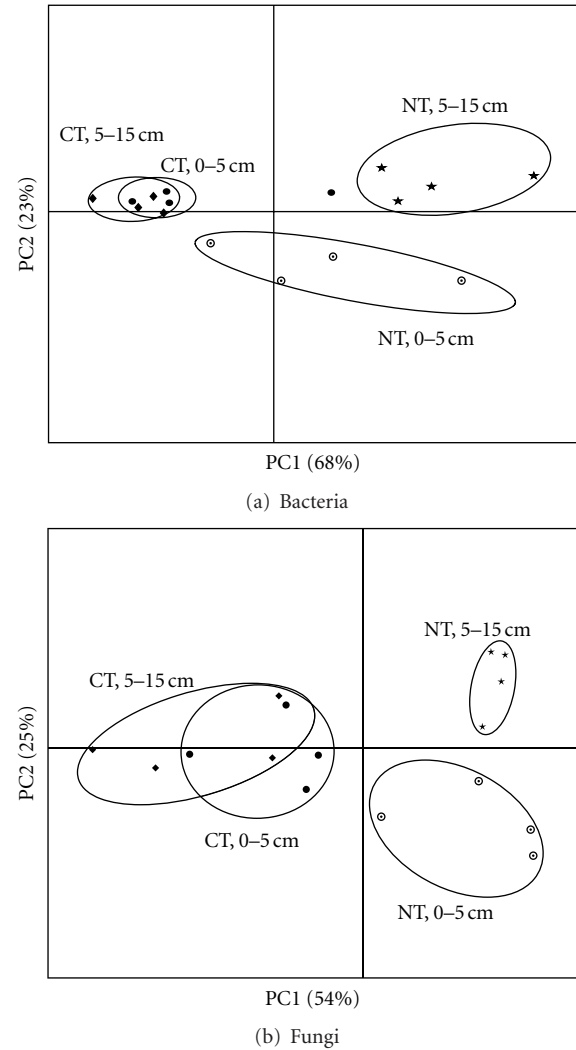 NT, 5–15 cm
CT, 5–15 cm
CT, 0–5 cm
PC2 (23%)
NT, 0–5 cm
PC1 (68%)
(a) Bacteria
NT, 5–15 cm
CT, 5–15 cm
PC2 (25%)
CT, 0–5 cm
NT, 0–5 cm
PC1 (54%)
(b) Fungi